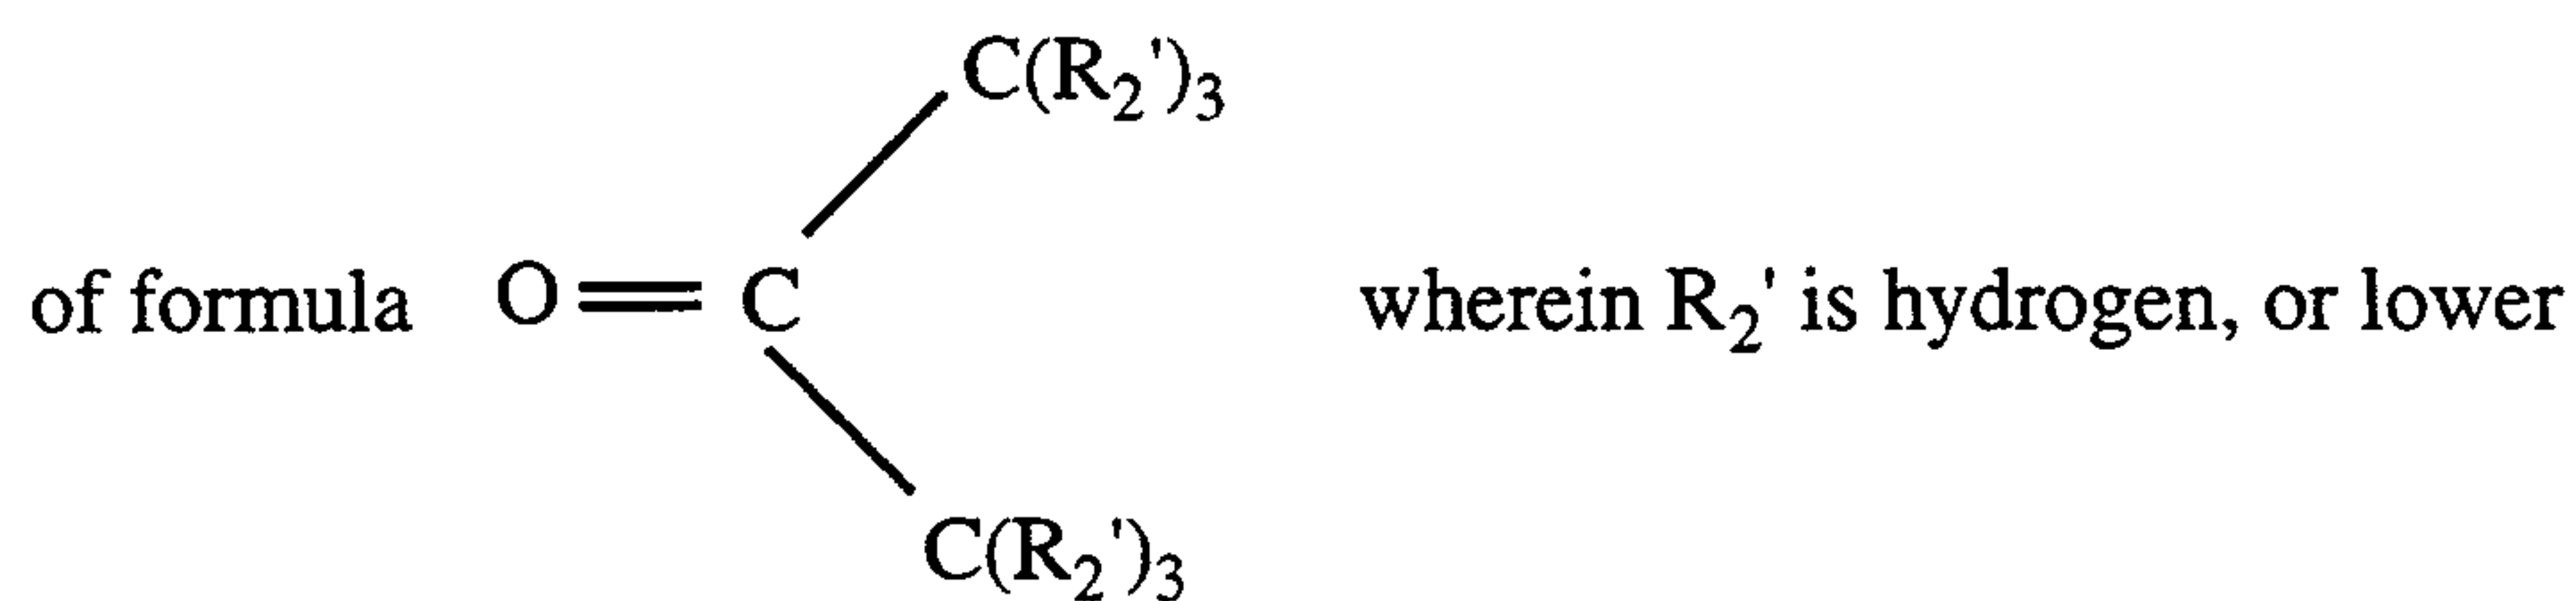 C(R₂')₃
of formula O=C wherein R₂' is hydrogen, or lower
C(R₂')₃